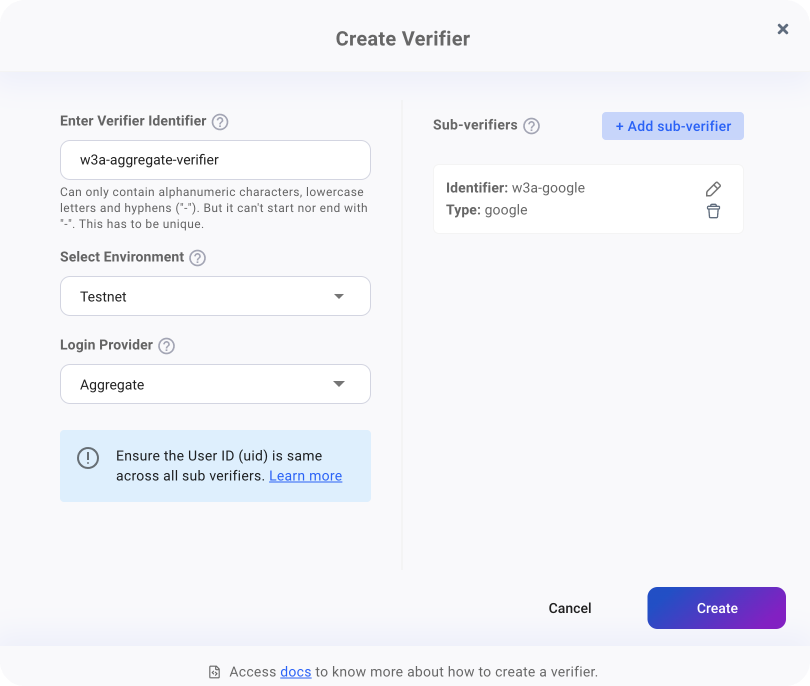 Create Verifier
Enter Verifier Identifier
w3a-aggregate-verifier
Can only contain alphanumeric characters, lowercase
letters and hyphens ("-"). But it can't start nor end with
"-". This has to be unique.
Select Environment
Testnet
Login Provider
Aggregate
Ensure the User ID (uid) is same
across all sub verifiers. Learn more
Sub-verifiers
+ Add sub-verifier
Identifier: w3a-google
Type: google
Cancel
Create
Access docs to know more about how to create a verifier.